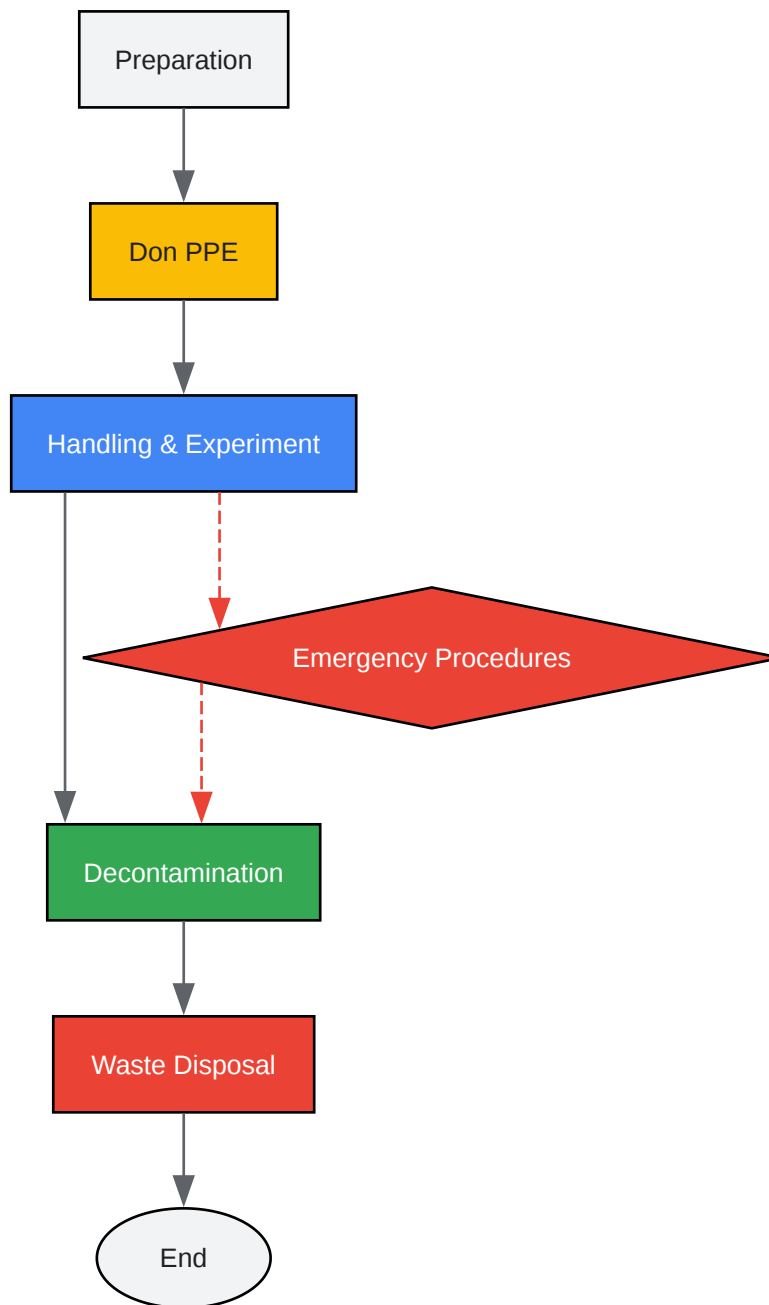 Preparation
Don PPE
Handling & Experiment
Emergency Procedures
Decontamination
Waste Disposal
End